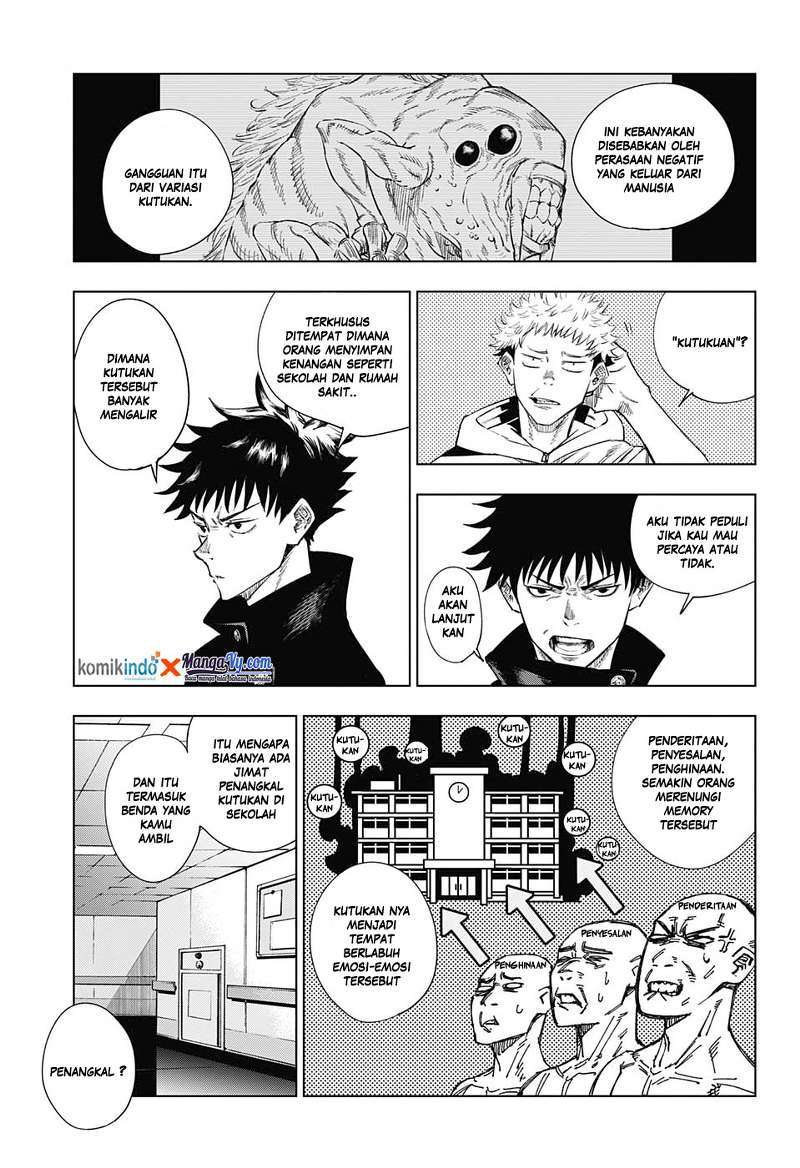 INI KEBANYAKAN
DISEBABKAN OLEH
PERASAAN NEGATIF
YANG KELUAR DARI
MANUSIA
GANGGUAN ITU
DARI VARIASI
KUTUKAN.
"KUTUKUAN"?
TERKHUSUS
DITEMPAT DIMANA
ORANG MENYIMPAN
KENANGAN SEPERTI
SEKOLAH DAN RUMAH
SAKIT..
DIMANA
KUTUKAN
TERSEBUT
BANYAK
MENGALIR
AKU TIDAK PEDULI
JIKA KAU MAU
PERCAYA ATAU
TIDAK.
AKU
AKAN
LANJUT
KAN
komikindo X MangaVy.com
PENDERITAAN,
PENYESALAN,
PENGHINAAN.
SEMAKIN ORANG
MERENUNGI
MEMORY
TERSEBUT
KUTU-
KAN
KUTU-
KAN
KUTU-
KAN
KUTU-
KAN
KUTU-
KAN
KUTU-
KAN
KUTU
KAN
PENDERITAAN
PENYESALAN
PENGHINAAN
KUTUKAN NYA
MENJADI
TEMPAT
BERLABUH
EMOSI-EMOSI
TERSEBUT
ITU MENGAPA
BIASANYA ADA
JIMAT
PENANGKAL
KUTUKAN DI
SEKOLAH
DAN ITU
TERMASUK
BENDA YANG
KAMU
AMBIL
PENANGKAL ?